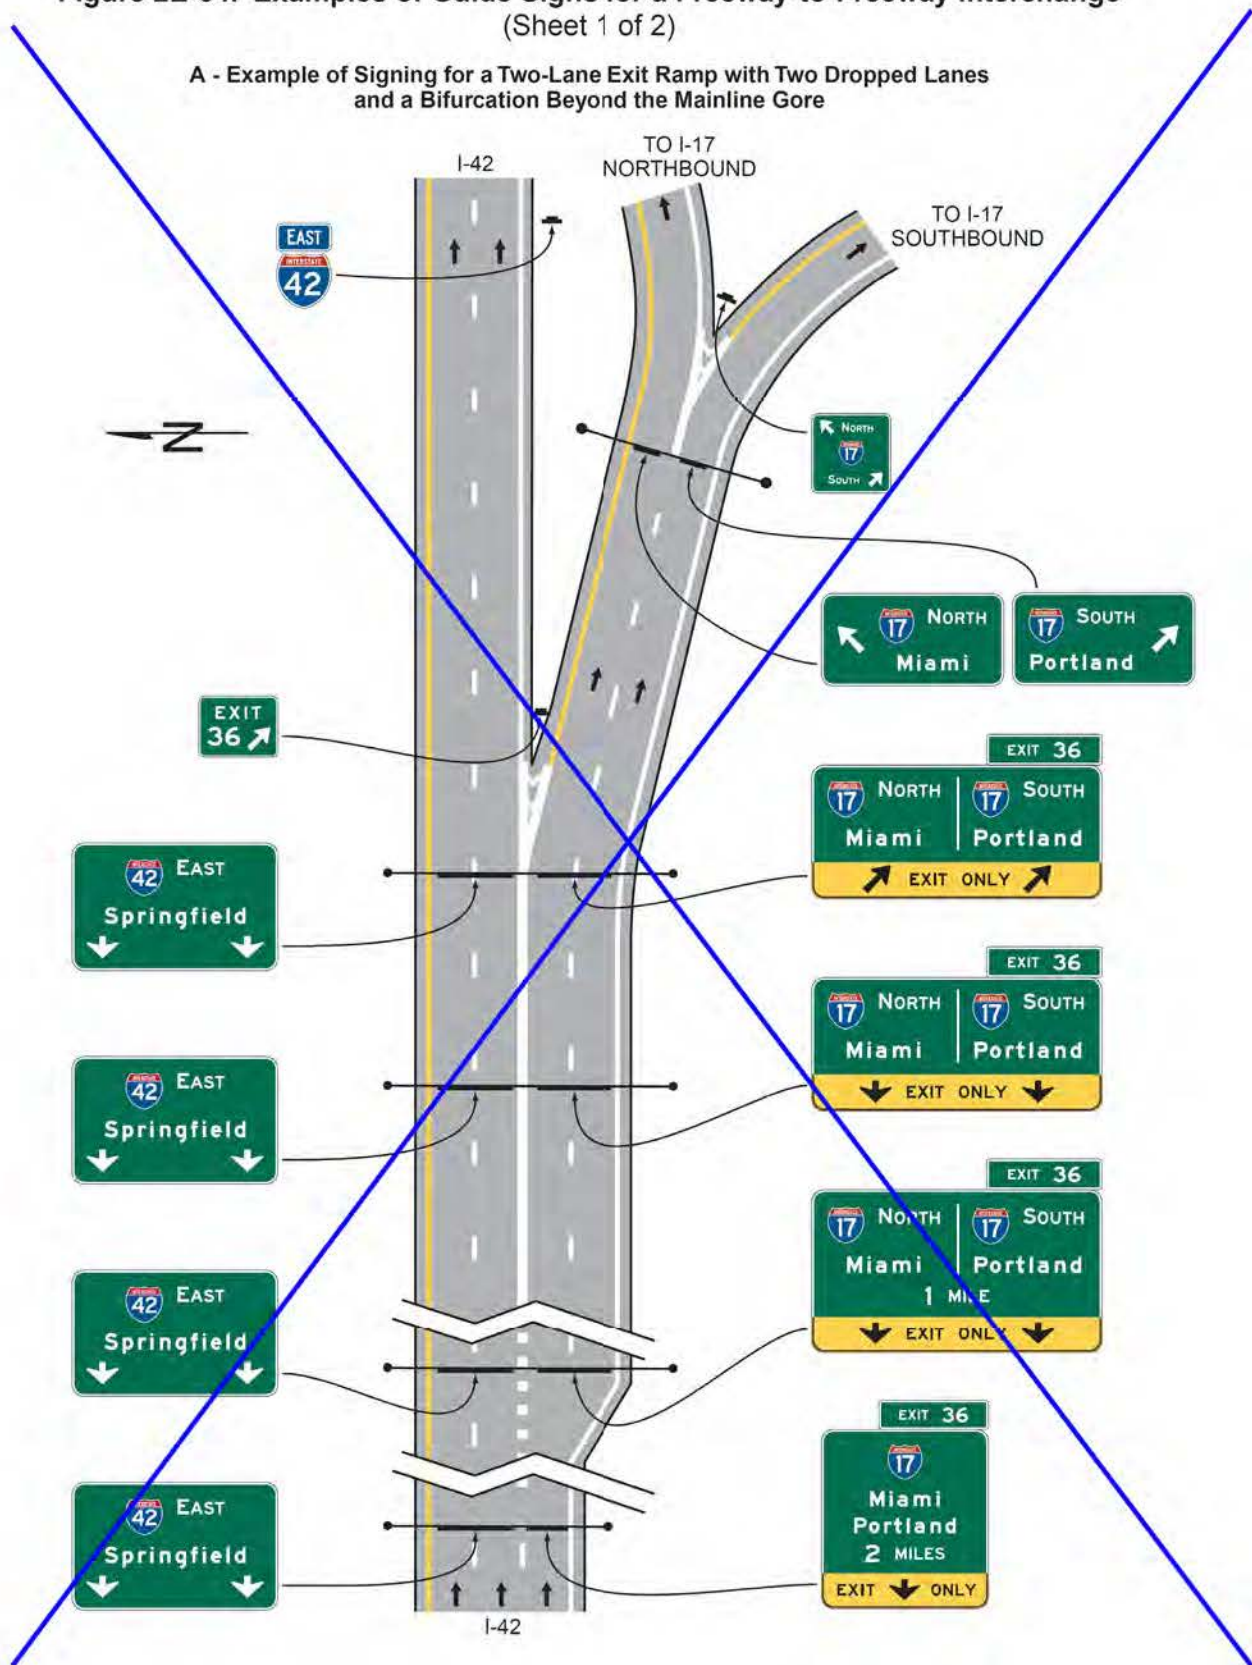 (Sheet 1 of 2)
A - Example of Signing for a Two-Lane Exit Ramp with Two Dropped Lanes
and a Bifurcation Beyond the Mainline Gore
I-42
TO I-17
NORTHBOUND
TO I-17
SOUTHBOUND
EAST
INTERSTATE
42
N
NORTH
17
SOUTH
17 NORTH
Miami
17 SOUTH
Portland
EXIT
36
EXIT 36
17 NORTH 17 SOUTH
Miami Portland
EXIT ONLY
42 EAST
Springfield
EXIT 36
17 NORTH 17 SOUTH
Miami Portland
EXIT ONLY
42 EAST
Springfield
EXIT 36
17 NORTH 17 SOUTH
Miami Portland
1 MILE
EXIT ONLY
42 EAST
Springfield
EXIT 36
17
Miami
Portland
2 MILES
EXIT ONLY
42 EAST
Springfield
I-42